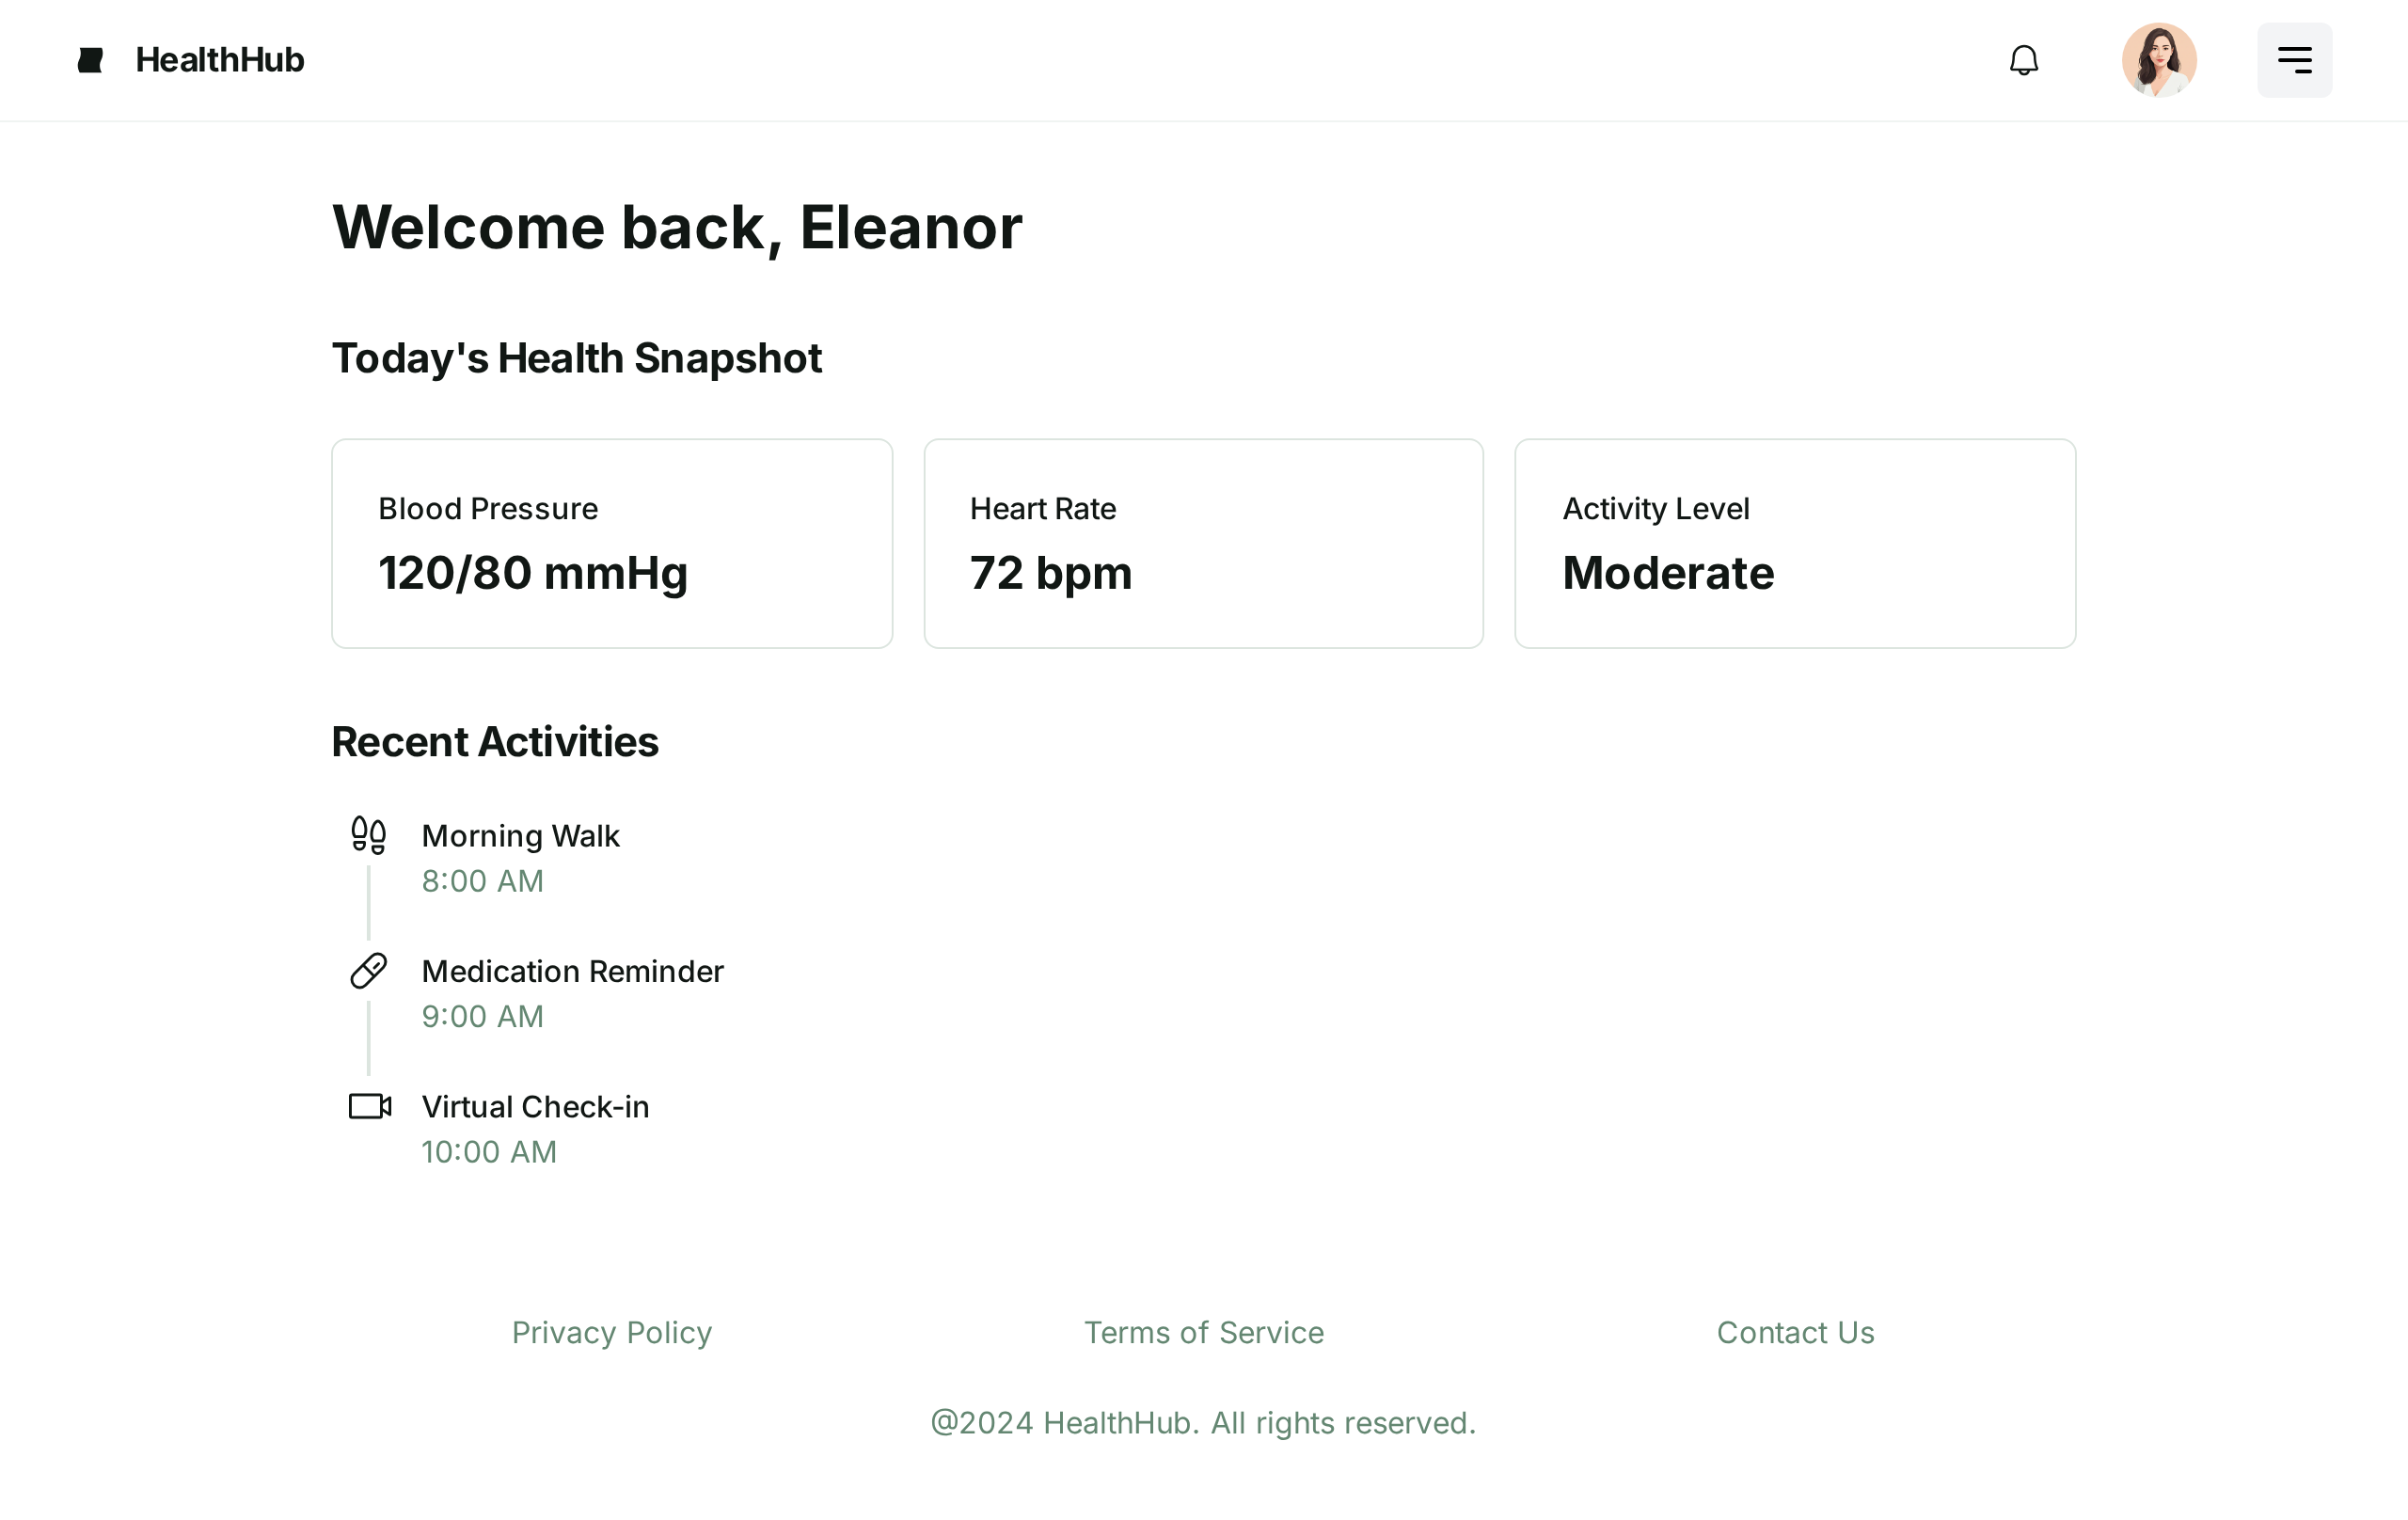 HealthHub
Welcome back, Eleanor
Today's Health Snapshot
Blood Pressure
120/80 mmHg
Heart Rate
72 bpm
Activity Level
Moderate
Recent Activities
Morning Walk
8:00 AM
Medication Reminder
9:00 AM
Virtual Check-in
10:00 AM
Privacy Policy
Terms of Service
Contact Us
@2024 HealthHub. All rights reserved.